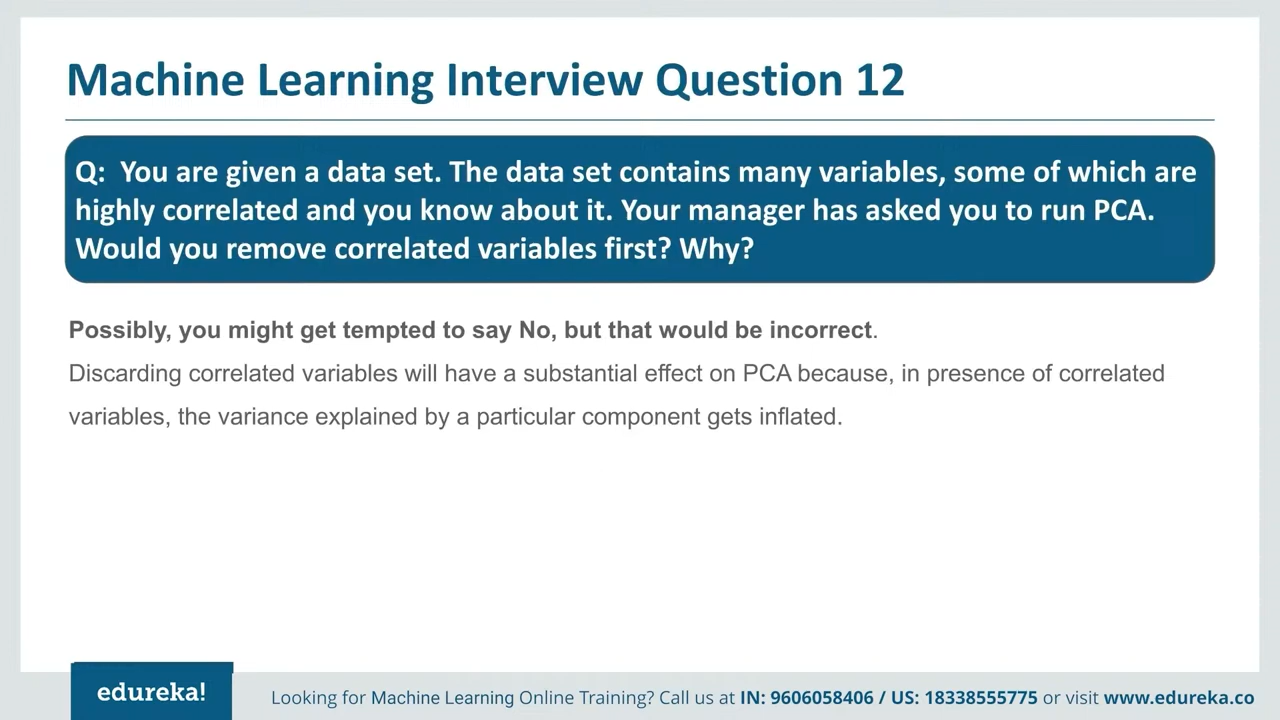 Machine Learning Interview Question 12
Q: You are given a data set. The data set contains many variables, some of which are
highly correlated and you know about it. Your manager has asked you to run PCA.
Would you remove correlated variables first? Why?
Possibly, you might get tempted to say No, but that would be incorrect.
Discarding correlated variables will have a substantial effect on PCA because, in presence of correlated
variables, the variance explained by a particular component gets inflated.
edureka!
Looking for Machine Learning Online Training? Call us at IN: 9606058406 / US: 18338555775 or visit www.edureka.co